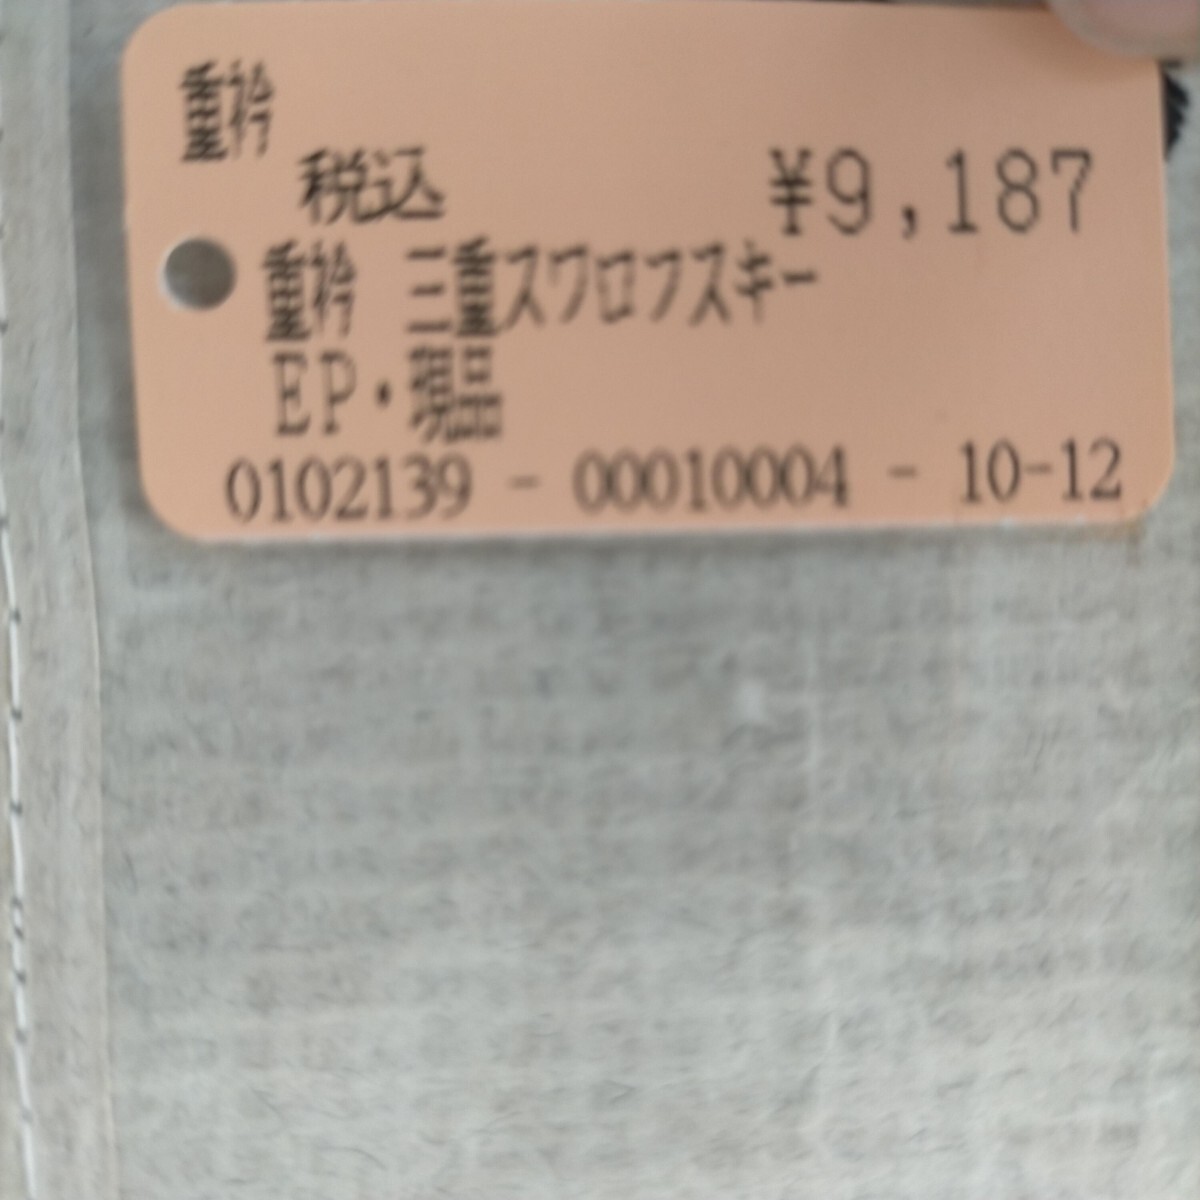 重衿
税込 ¥9,187
重衿 三重スワロフスキー
EP・現品
0102139 - 00010004 - 10-12